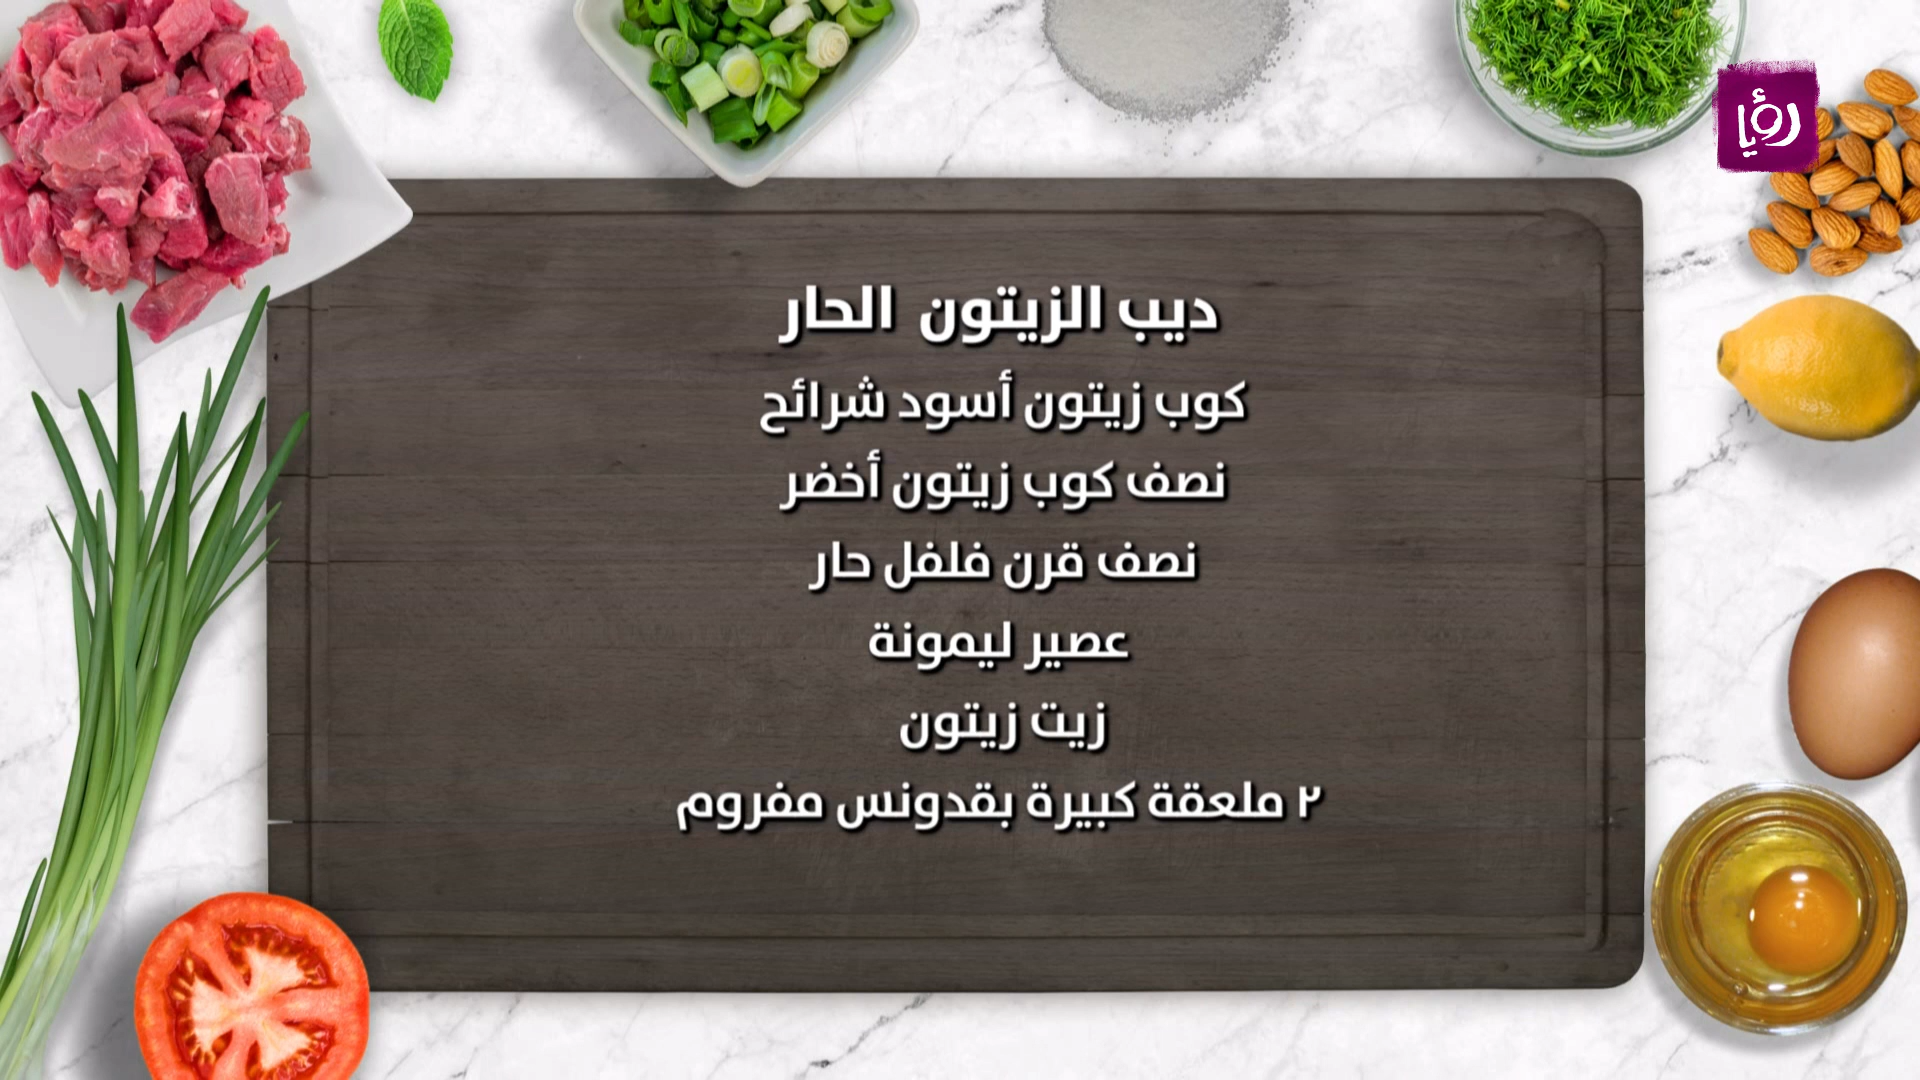 رؤيا
ديب الزيتون الحار
كوب زيتون أسود شرائح
نصف كوب زيتون أخضر
نصف قرن فلفل حار
عصير ليمونة
زيت زيتون
٢ ملعقة كبيرة بقدونس مفروم